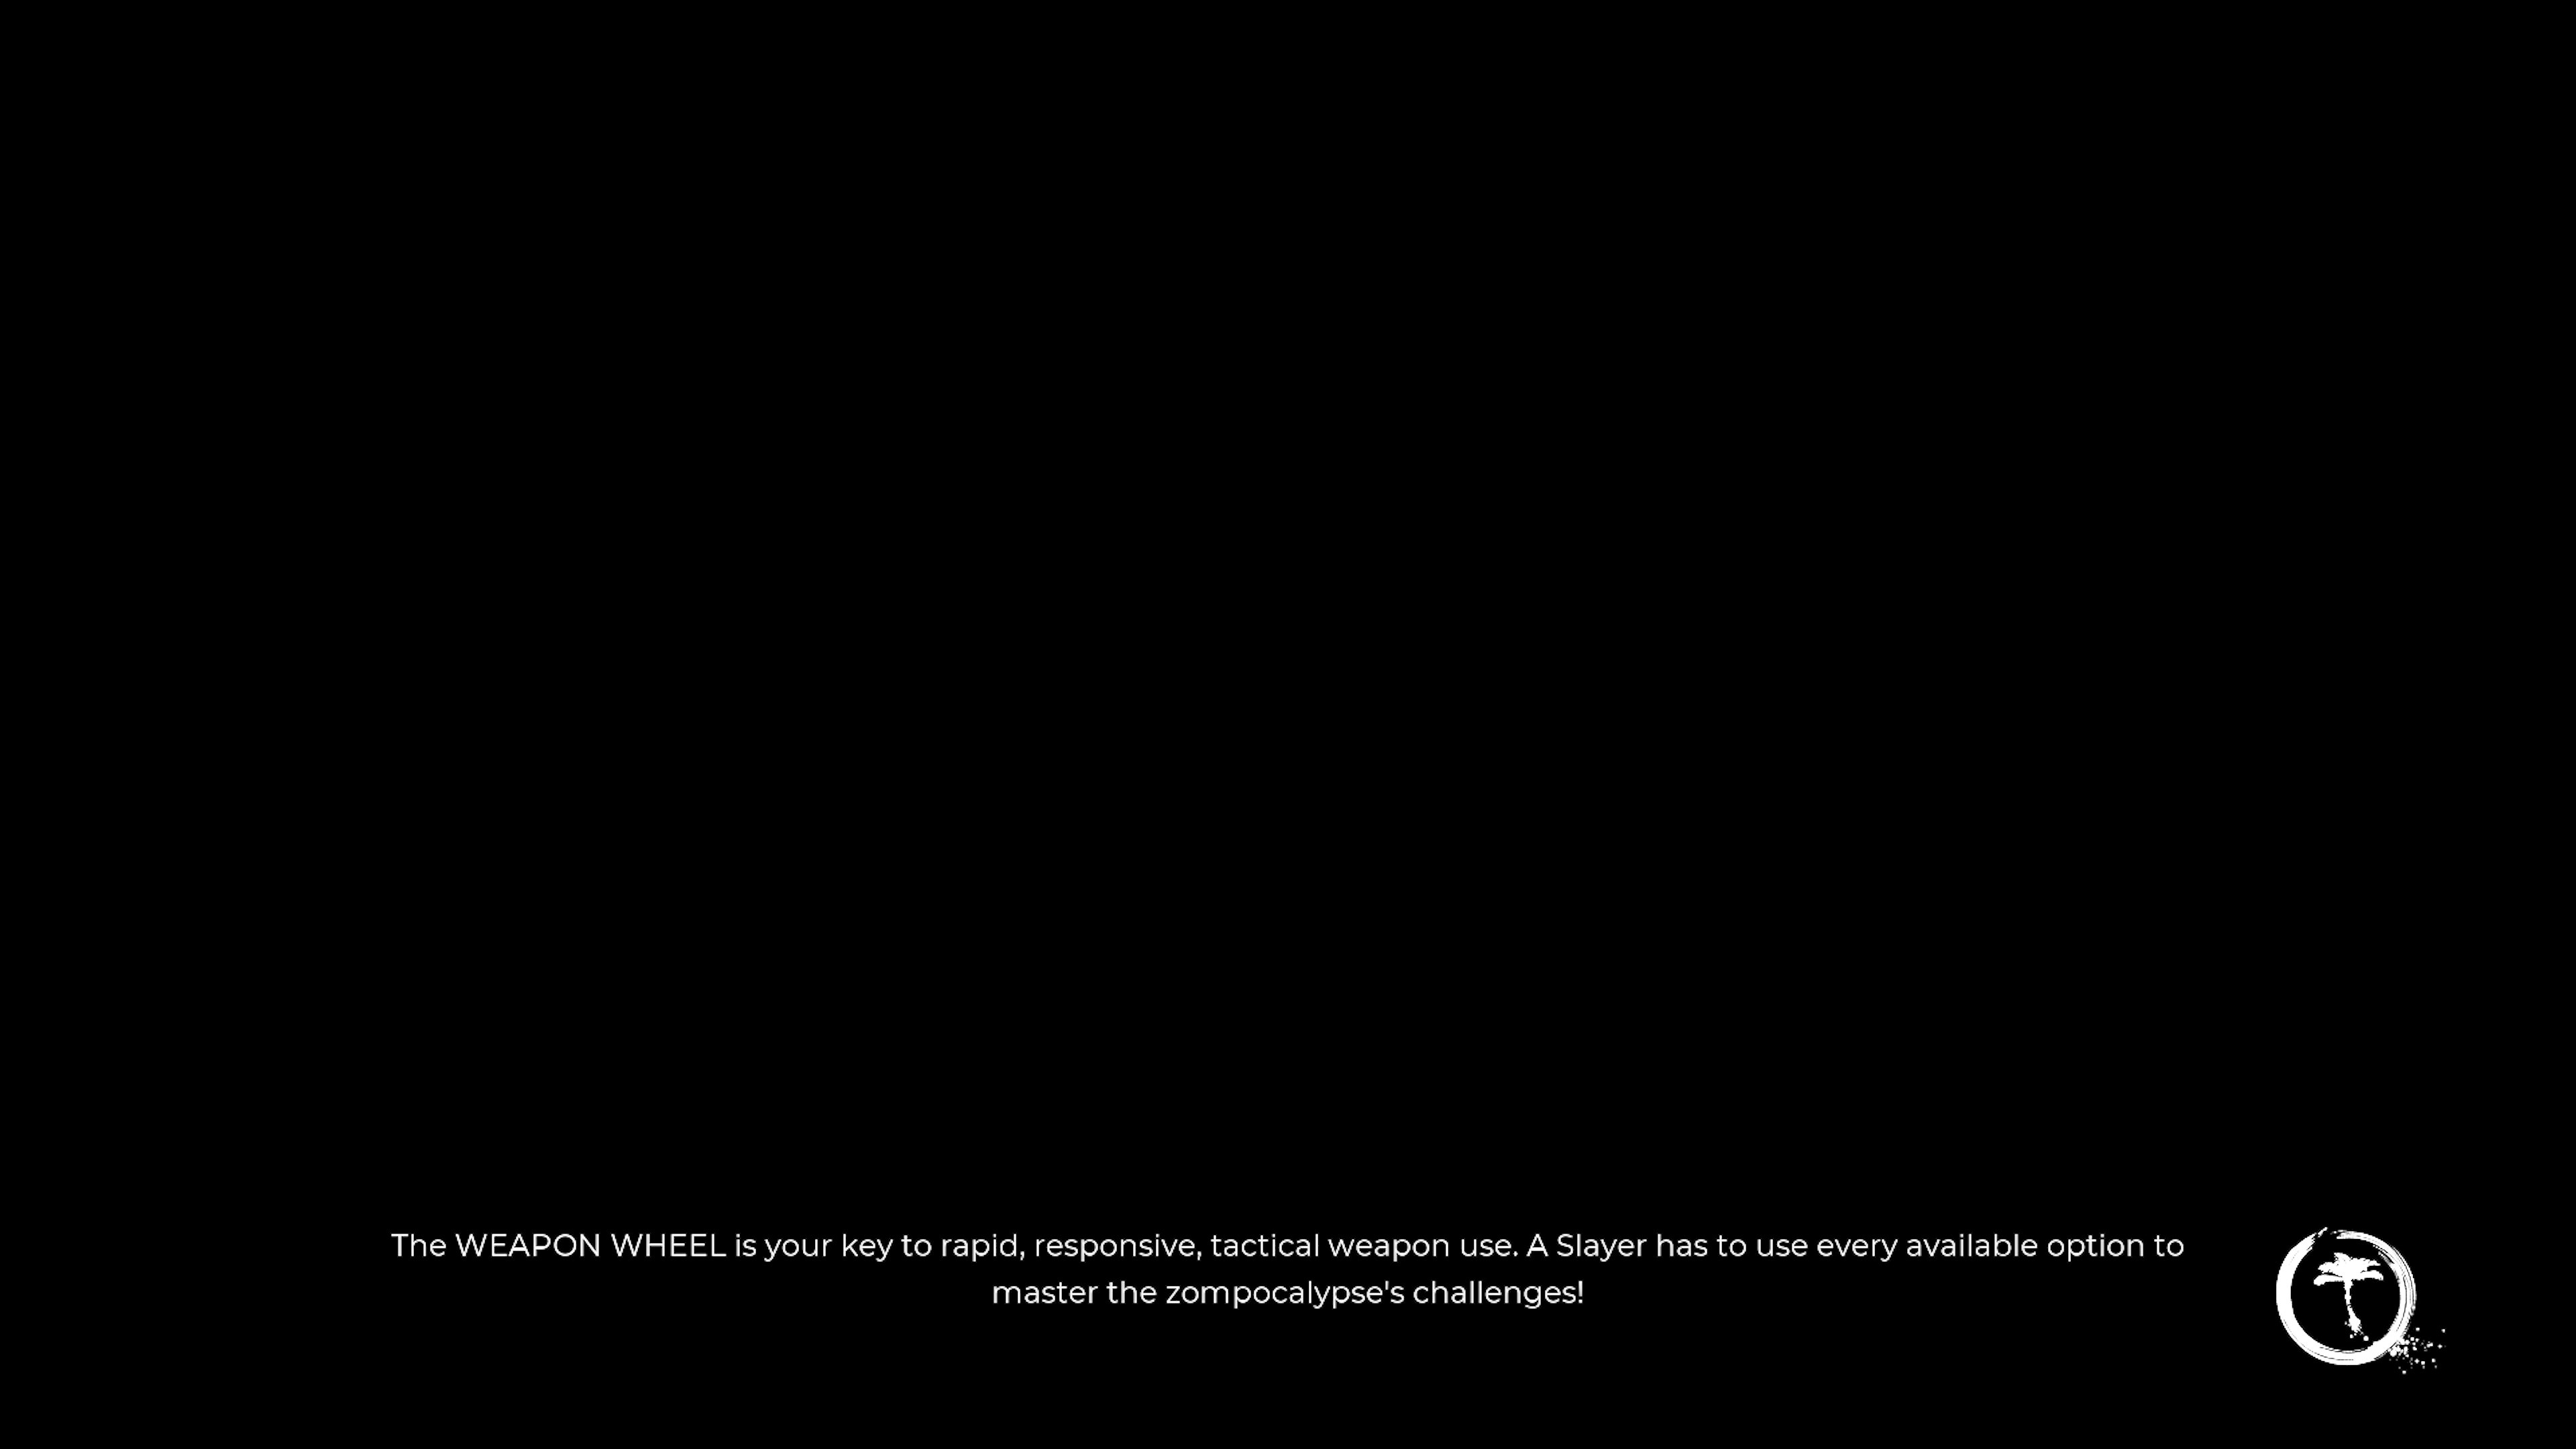 The WEAPON WHEEL is your key to rapid, responsive, tactical weapon use. A Slayer has to use every available option to
master the zompocalypse's challenges!